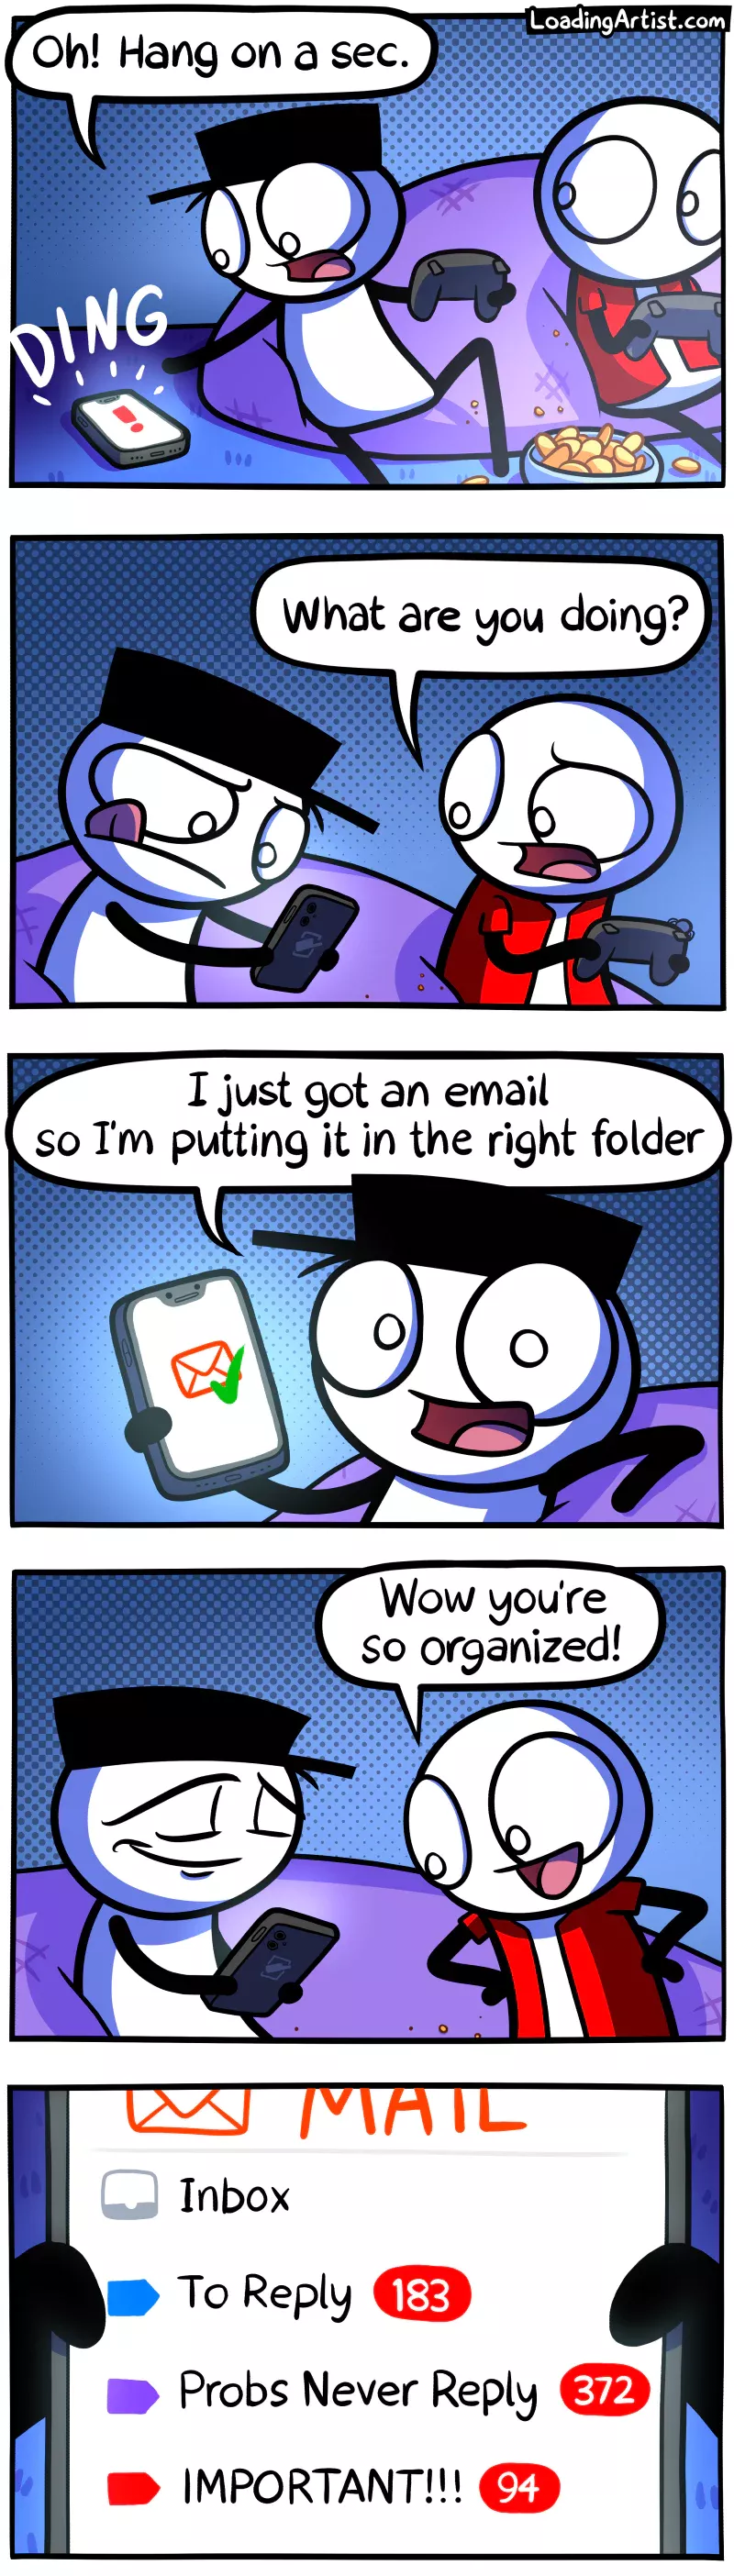 LoadingArtist.com
Oh! Hang on a sec.
DING
!
What are you doing?
I just got an email
so I'm putting it in the right folder
Wow you're
so organized!
MAIL
Inbox
To Reply 183
Probs Never Reply 372
IMPORTANT!!! 94